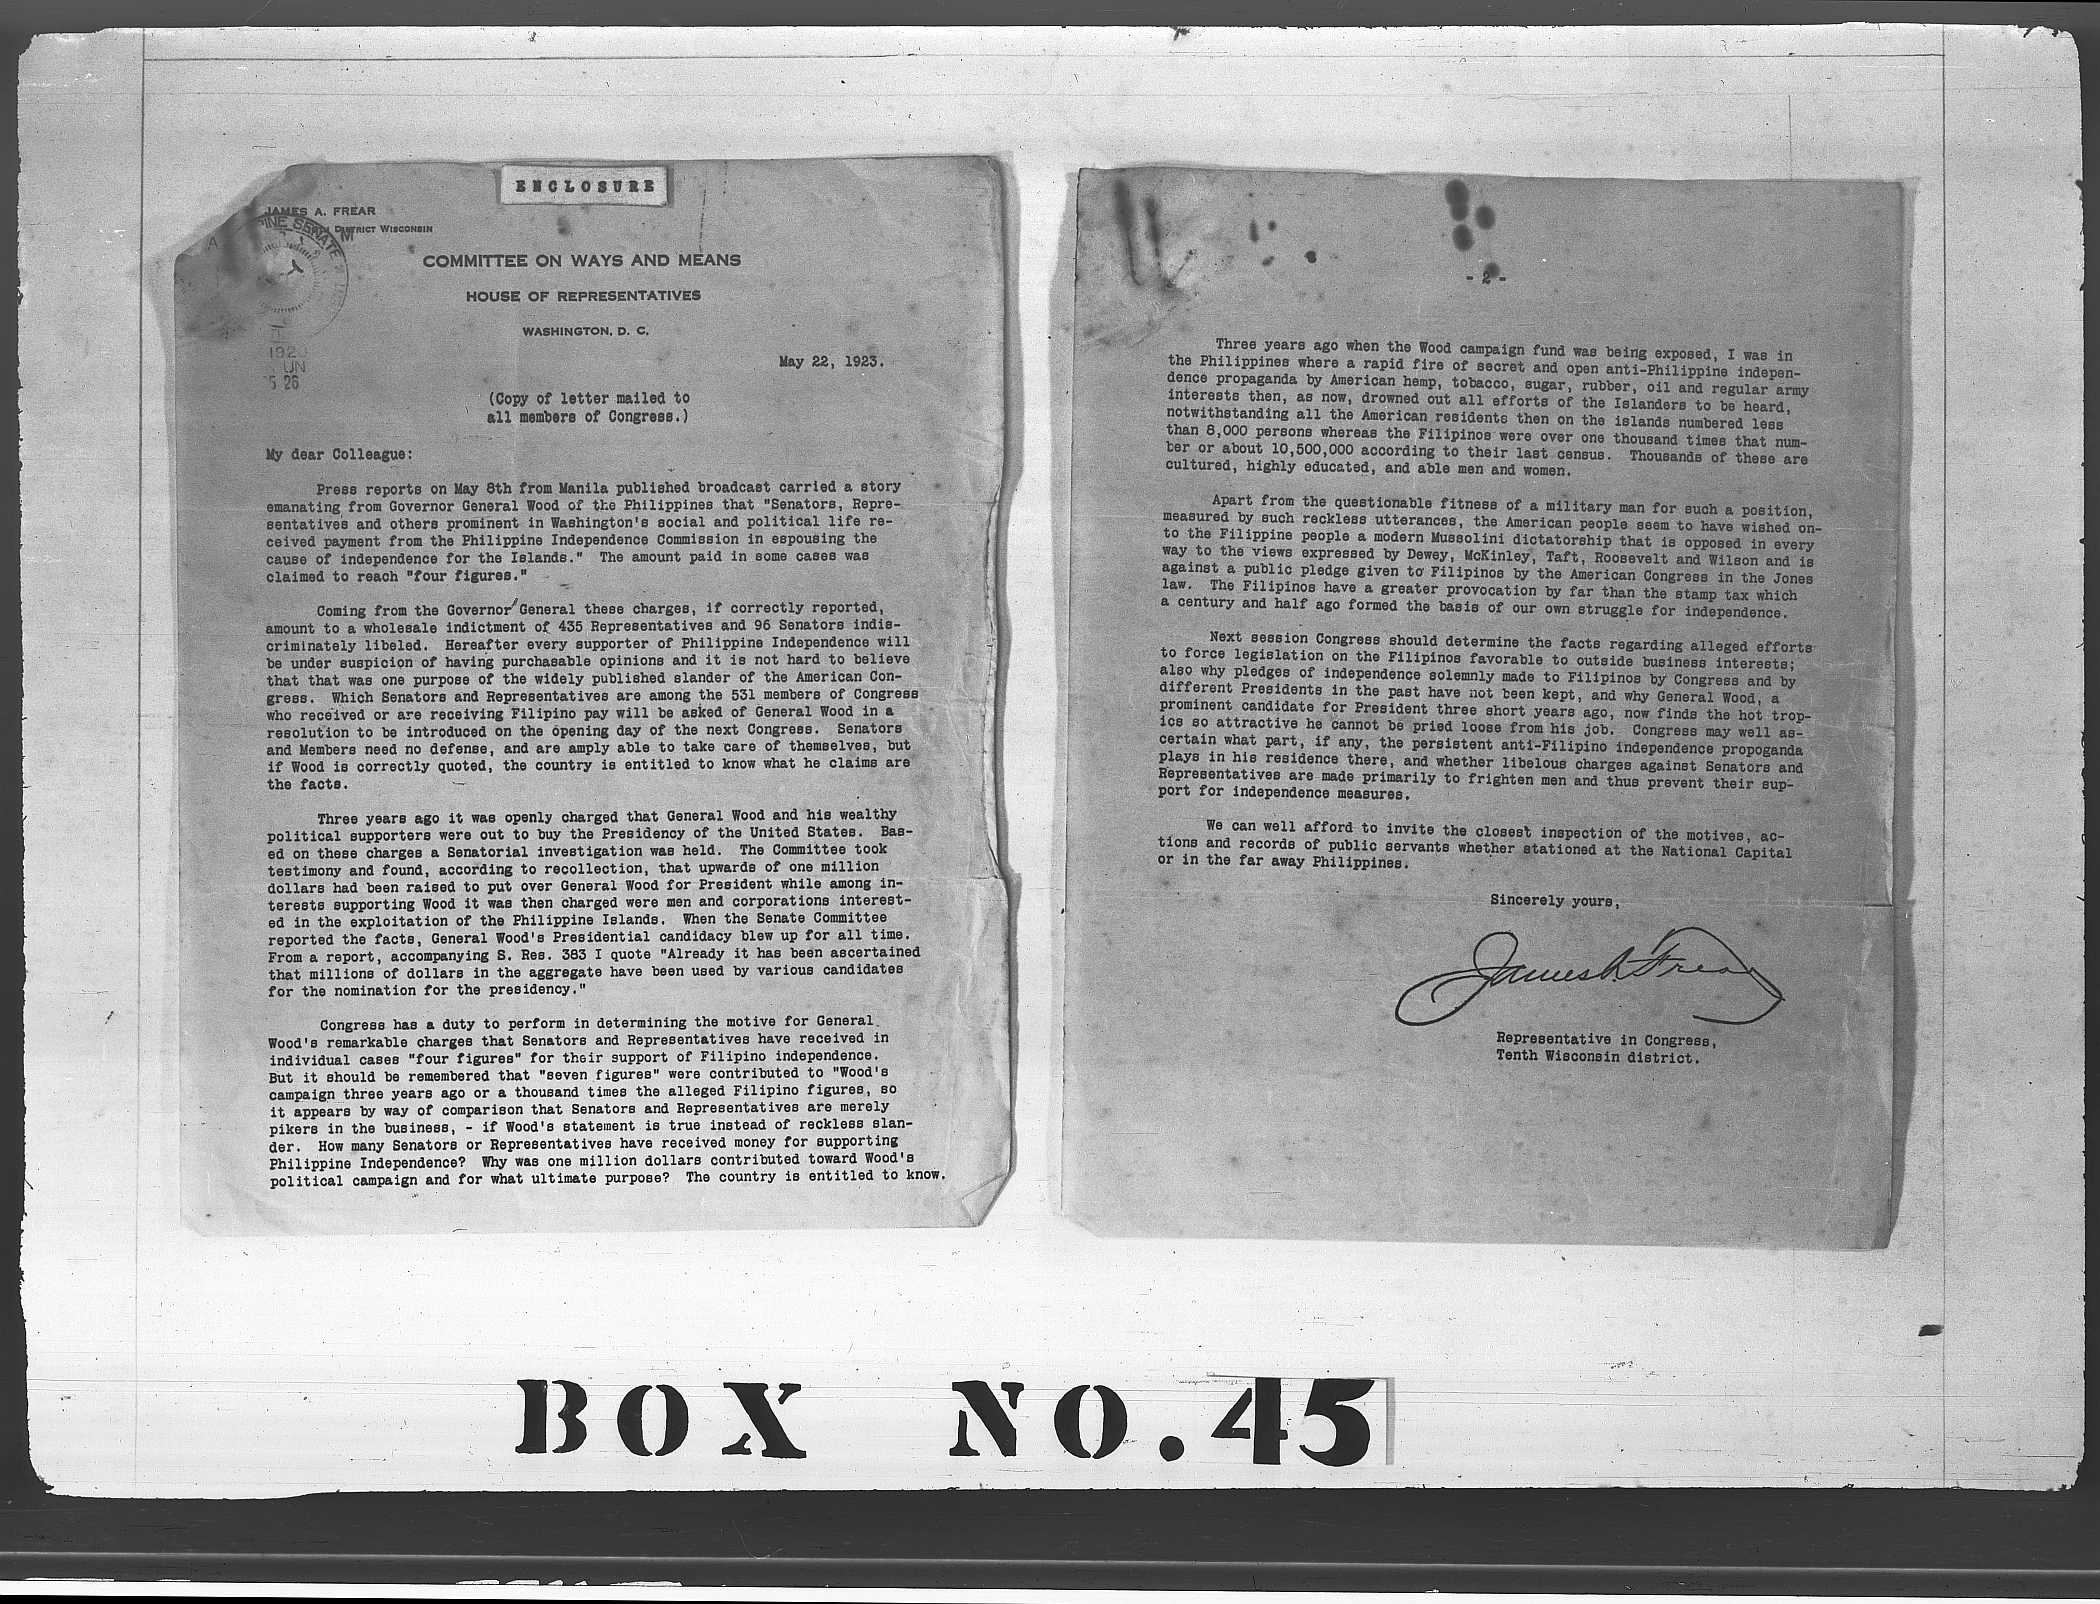 ENCLOSURE
JAMES A. FREAR
DISTRICT WISCONSIN
COMMITTEE ON WAYS AND MEANS
HOUSE OF REPRESENTATIVES
WASHINGTON, D. C.
May 22, 1923.
(Copy of letter mailed to
all members of Congress.)
My dear Colleague:
Press reports on May 8th from Manila published broadcast carried a story
emanating from Governor General Wood of the Philippines that "Senators, Repre-
sentatives and others prominent in Washington's social and political life re-
ceived payment from the Philippine Independence Commission in espousing the
cause of independence for the Islands." The amount paid in some cases was
claimed to reach "four figures."
Coming from the Governor General these charges, if correctly reported,
amount to a wholesale indictment of 435 Representatives and 96 Senators indis-
criminately libeled. Hereafter every supporter of Philippine Independence will
be under suspicion of having purchasable opinions and it is not hard to believe
that that was one purpose of the widely published slander of the American Con-
gress. Which Senators and Representatives are among the 531 members of Congress
who received or are receiving Filipino pay will be asked of General Wood in a
resolution to be introduced on the opening day of the next Congress. Senators
and Members need no defense, and are amply able to take care of themselves, but
if Wood is correctly quoted, the country is entitled to know what he claims are
the facts.
Three years ago it was openly charged that General Wood and his wealthy
political supporters were out to buy the Presidency of the United States. Bas-
ed on these charges a Senatorial investigation was held. The Committee took
testimony and found, according to recollection, that upwards of one million
dollars had been raised to put over General Wood for President while among in-
terests supporting Wood it was then charged were men and corporations interest-
ed in the exploitation of the Philippine Islands. When the Senate Committee
reported the facts, General Wood's Presidential candidacy blew up for all time.
From a report, accompanying S. Res. 383 I quote "Already it has been ascertained
that millions of dollars in the aggregate have been used by various candidates
for the nomination for the presidency."
Congress has a duty to perform in determining the motive for General
Wood's remarkable charges that Senators and Representatives have received in
individual cases "four figures" for their support of Filipino independence.
But it should be remembered that "seven figures" were contributed to "Wood's
campaign three years ago or a thousand times the alleged Filipino figures, so
it appears by way of comparison that Senators and Representatives are merely
pikers in the business, - if Wood's statement is true instead of reckless slan-
der. How many Senators or Representatives have received money for supporting
Philippine Independence? Why was one million dollars contributed toward Wood's
political campaign and for what ultimate purpose? The country is entitled to know.
- 2 -
Three years ago when the Wood campaign fund was being exposed, I was in
the Philippines where a rapid fire of secret and open anti-Philippine indepen-
dence propaganda by American hemp, tobacco, sugar, rubber, oil and regular army
interests then, as now, drowned out all efforts of the Islanders to be heard,
notwithstanding all the American residents then on the islands numbered less
than 8,000 persons whereas the Filipinos were over one thousand times that num-
ber or about 10,500,000 according to their last census. Thousands of these are
cultured, highly educated, and able men and women.
Apart from the questionable fitness of a military man for such a position,
measured by such reckless utterances, the American people seem to have wished on-
to the Filippine people a modern Mussolini dictatorship that is opposed in every
way to the views expressed by Dewey, McKinley, Taft, Roosevelt and Wilson and is
against a public pledge given to Filipinos by the American Congress in the Jones
law. The Filipinos have a greater provocation by far than the stamp tax which
a century and half ago formed the basis of our own struggle for independence.
Next session Congress should determine the facts regarding alleged efforts
to force legislation on the Filipinos favorable to outside business interests;
also why pledges of independence solemnly made to Filipinos by Congress and by
different Presidents in the past have not been kept, and why General Wood, a
prominent candidate for President three short years ago, now finds the hot trop-
ics so attractive he cannot be pried loose from his job. Congress may well as-
certain what part, if any, the persistent anti-Filipino independence propoganda
plays in his residence there, and whether libelous charges against Senators and
Representatives are made primarily to frighten men and thus prevent their sup-
port for independence measures.
We can well afford to invite the closest inspection of the motives, ac-
tions and records of public servants whether stationed at the National Capital
or in the far away Philippines.
Sincerely yours,
James A. Frear
Representative in Congress,
Tenth Wisconsin district.
BOX NO. 45